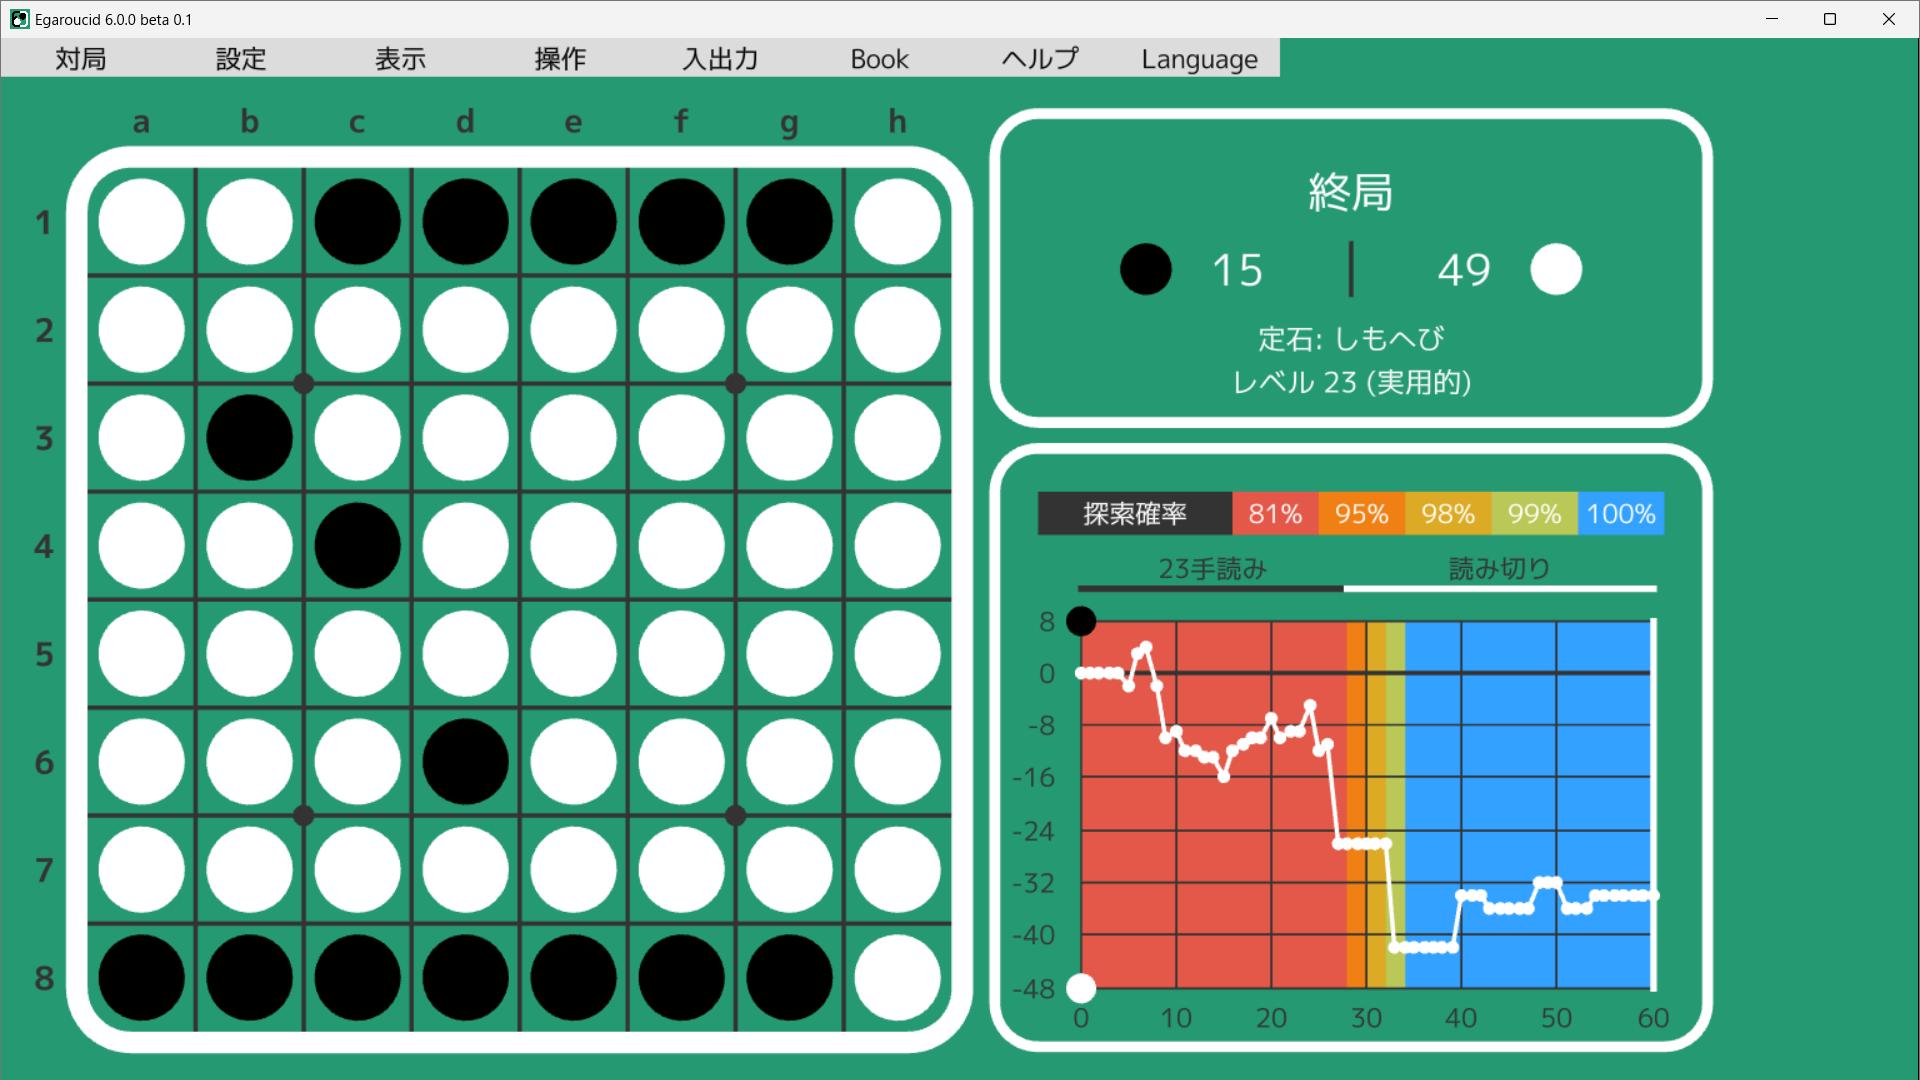 Egaroucid 6.0.0 beta 0.1
対局 設定 表示 操作 入出力 Book ヘルプ Language
a b c d e f g h
1
2
3
4
5
6
7
8
終局
15 | 49
定石: しもへび
レベル 23 (実用的)
探索確率 81% 95% 98% 99% 100%
23手読み 読み切り
8
0
-8
-16
-24
-32
-40
-48
0 10 20 30 40 50 60